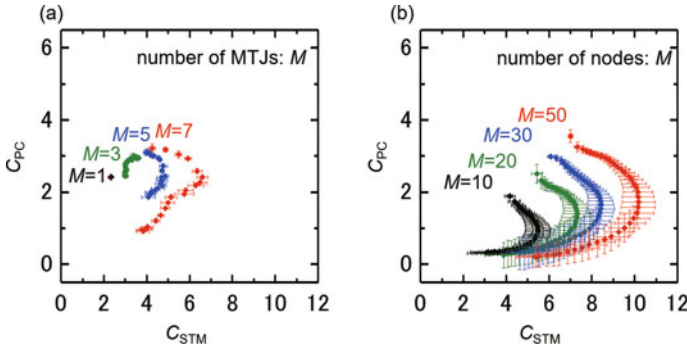 (a)
number of MTJs: M
M=5
M=7
M=3
M=1
C_PC
6
4
2
0
0 2 4 6 8 10 12
C_STM
(b)
number of nodes: M
M=50
M=30
M=20
M=10
C_PC
6
4
2
0
0 2 4 6 8 10 12
C_STM